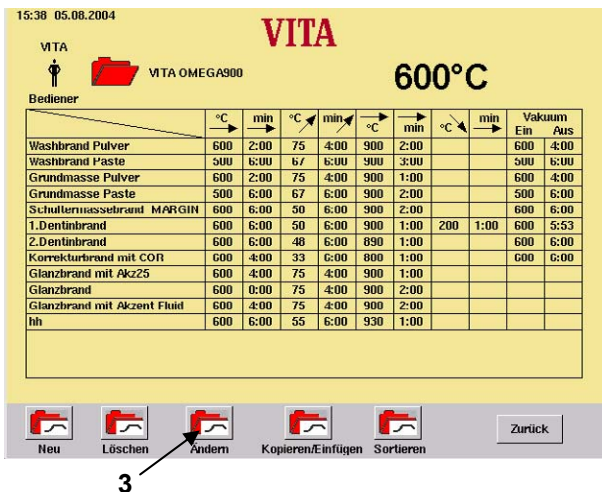 15:38 05.08.2004
VITA
VITA
VITA OMEGA900
600°C
Bediener
°C min °C min °C min °C min Vakuum
Ein Aus
Washbrand Pulver 600 2:00 75 4:00 900 2:00 600 4:00
Washbrand Paste 500 6:00 67 6:00 900 3:00 500 6:00
Grundmasse Pulver 600 2:00 75 4:00 900 1:00 600 4:00
Grundmasse Paste 500 6:00 67 6:00 900 2:00 500 6:00
Schultermassebrand MARGIN 600 6:00 50 6:00 900 2:00 600 6:00
1.Dentinbrand 600 6:00 50 6:00 900 1:00 200 1:00 600 5:53
2.Dentinbrand 600 6:00 48 6:00 890 1:00 600 6:00
Korrekturbrand mit COR 600 4:00 33 6:00 800 1:00 600 6:00
Glanzbrand mit Akz25 600 4:00 75 4:00 900 1:00
Glanzbrand 600 0:00 75 4:00 900 2:00
Glanzbrand mit Akzent Fluid 600 4:00 75 4:00 900 2:00
hh 600 6:00 55 6:00 930 1:00
Neu Löschen Ändern Kopieren/Einfügen Sortieren Zurück
3